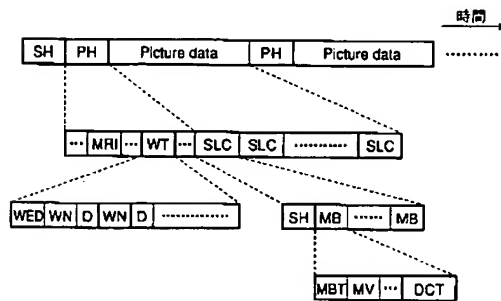 時間
SH PH Picture data PH Picture data ············
··· MRI ··· WT ··· SLC SLC ············ SLC
WED WN D WN D ············
SH MB ······ MB
MBT MV ··· DCT